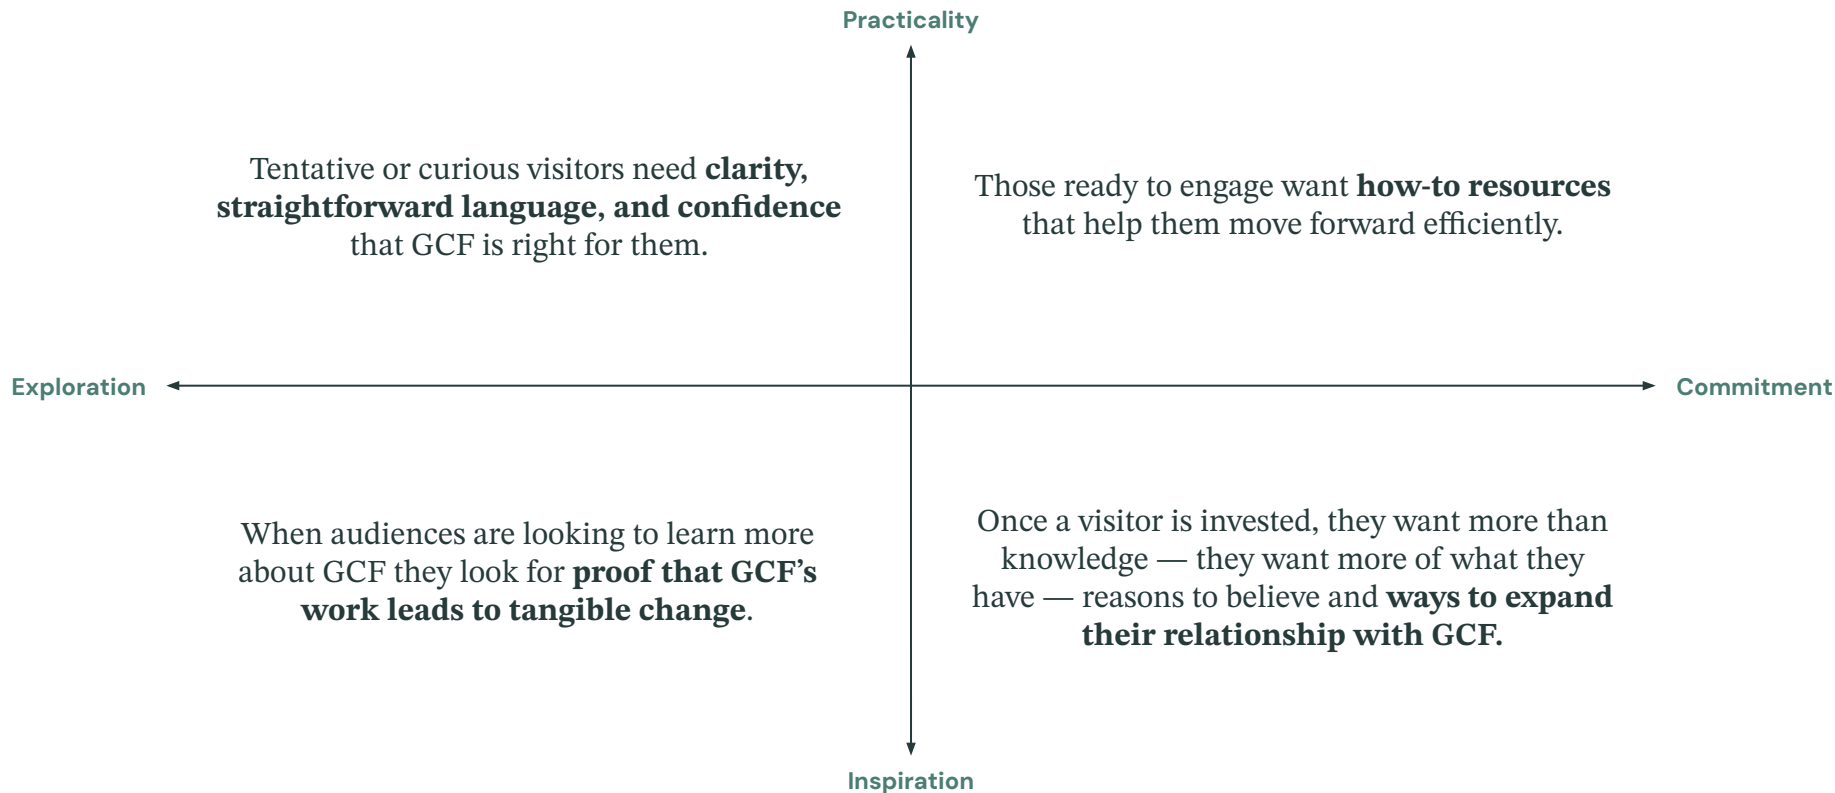 Practicality
Tentative or curious visitors need clarity,
straightforward language, and confidence
that GCF is right for them.
Those ready to engage want how-to resources
that help them move forward efficiently.
Exploration
Commitment
When audiences are looking to learn more
about GCF they look for proof that GCF’s
work leads to tangible change.
Once a visitor is invested, they want more than
knowledge — they want more of what they
have — reasons to believe and ways to expand
their relationship with GCF.
Inspiration